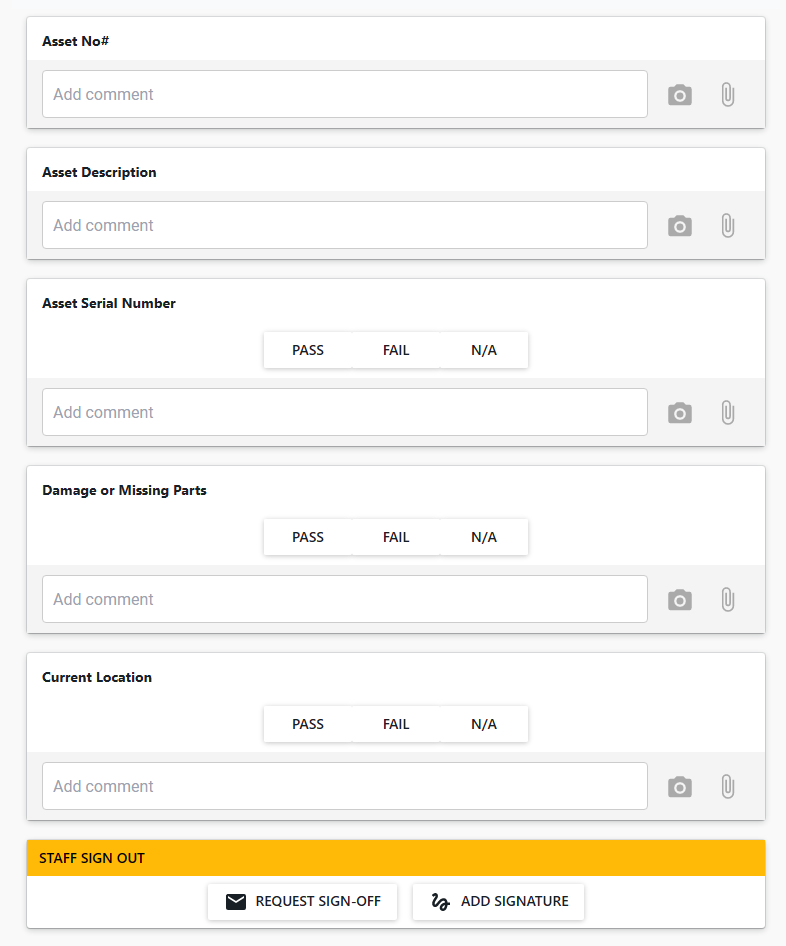 Asset No#
Add comment
Asset Description
Add comment
Asset Serial Number
PASS FAIL N/A
Add comment
Damage or Missing Parts
PASS FAIL N/A
Add comment
Current Location
PASS FAIL N/A
Add comment
STAFF SIGN OUT
REQUEST SIGN-OFF ADD SIGNATURE